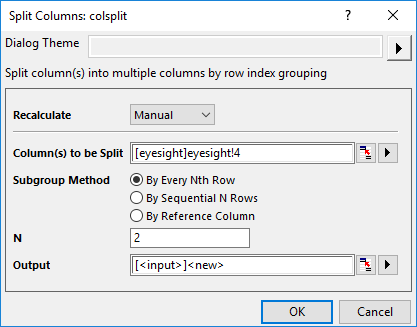 Split Columns: colsplit
Dialog Theme
Split column(s) into multiple columns by row index grouping
Recalculate Manual
Column(s) to be Split [eyesight]eyesight!4
Subgroup Method By Every Nth Row
By Sequential N Rows
By Reference Column
N 2
Output [<input>]<new>
OK Cancel